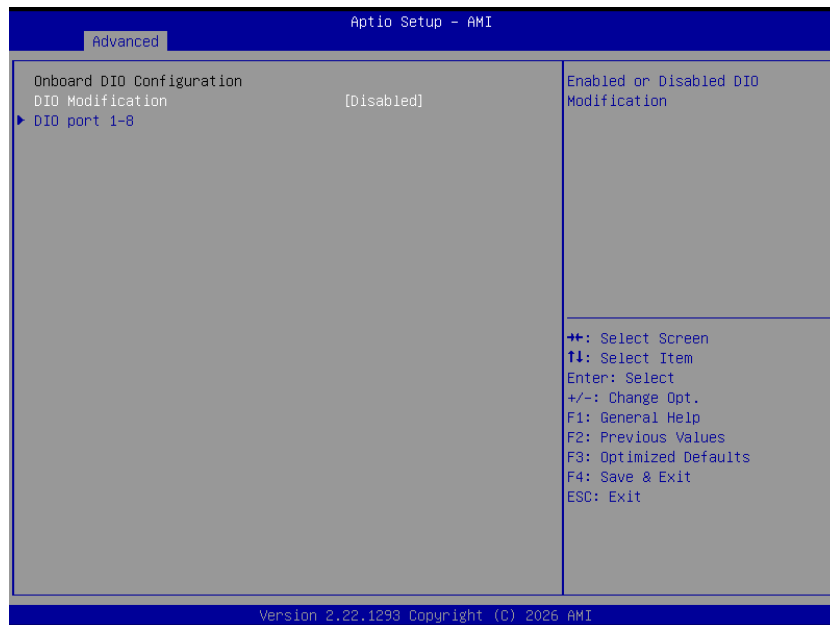 Aptio Setup – AMI
Advanced
Onboard DIO Configuration
DIO Modification [Disabled]
DIO port 1-8
Enabled or Disabled DIO
Modification
→←: Select Screen
↑↓: Select Item
Enter: Select
+/-: Change Opt.
F1: General Help
F2: Previous Values
F3: Optimized Defaults
F4: Save & Exit
ESC: Exit
Version 2.22.1293 Copyright (C) 2026 AMI